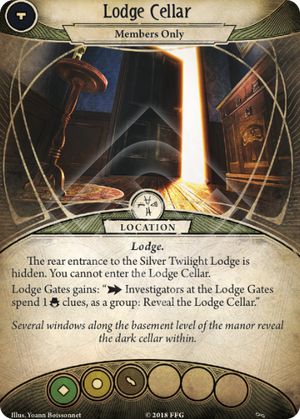 Lodge Cellar
Members Only
LOCATION
Lodge.
The rear entrance to the Silver Twilight Lodge is
hidden. You cannot enter the Lodge Cellar.
Lodge Gates gains: “ Investigators at the Lodge Gates
spend 1 clues, as a group: Reveal the Lodge Cellar.”
Several windows along the basement level of the manor reveal
the dark cellar within.
Illus. Yoann Boissonnet
© 2018 FFG